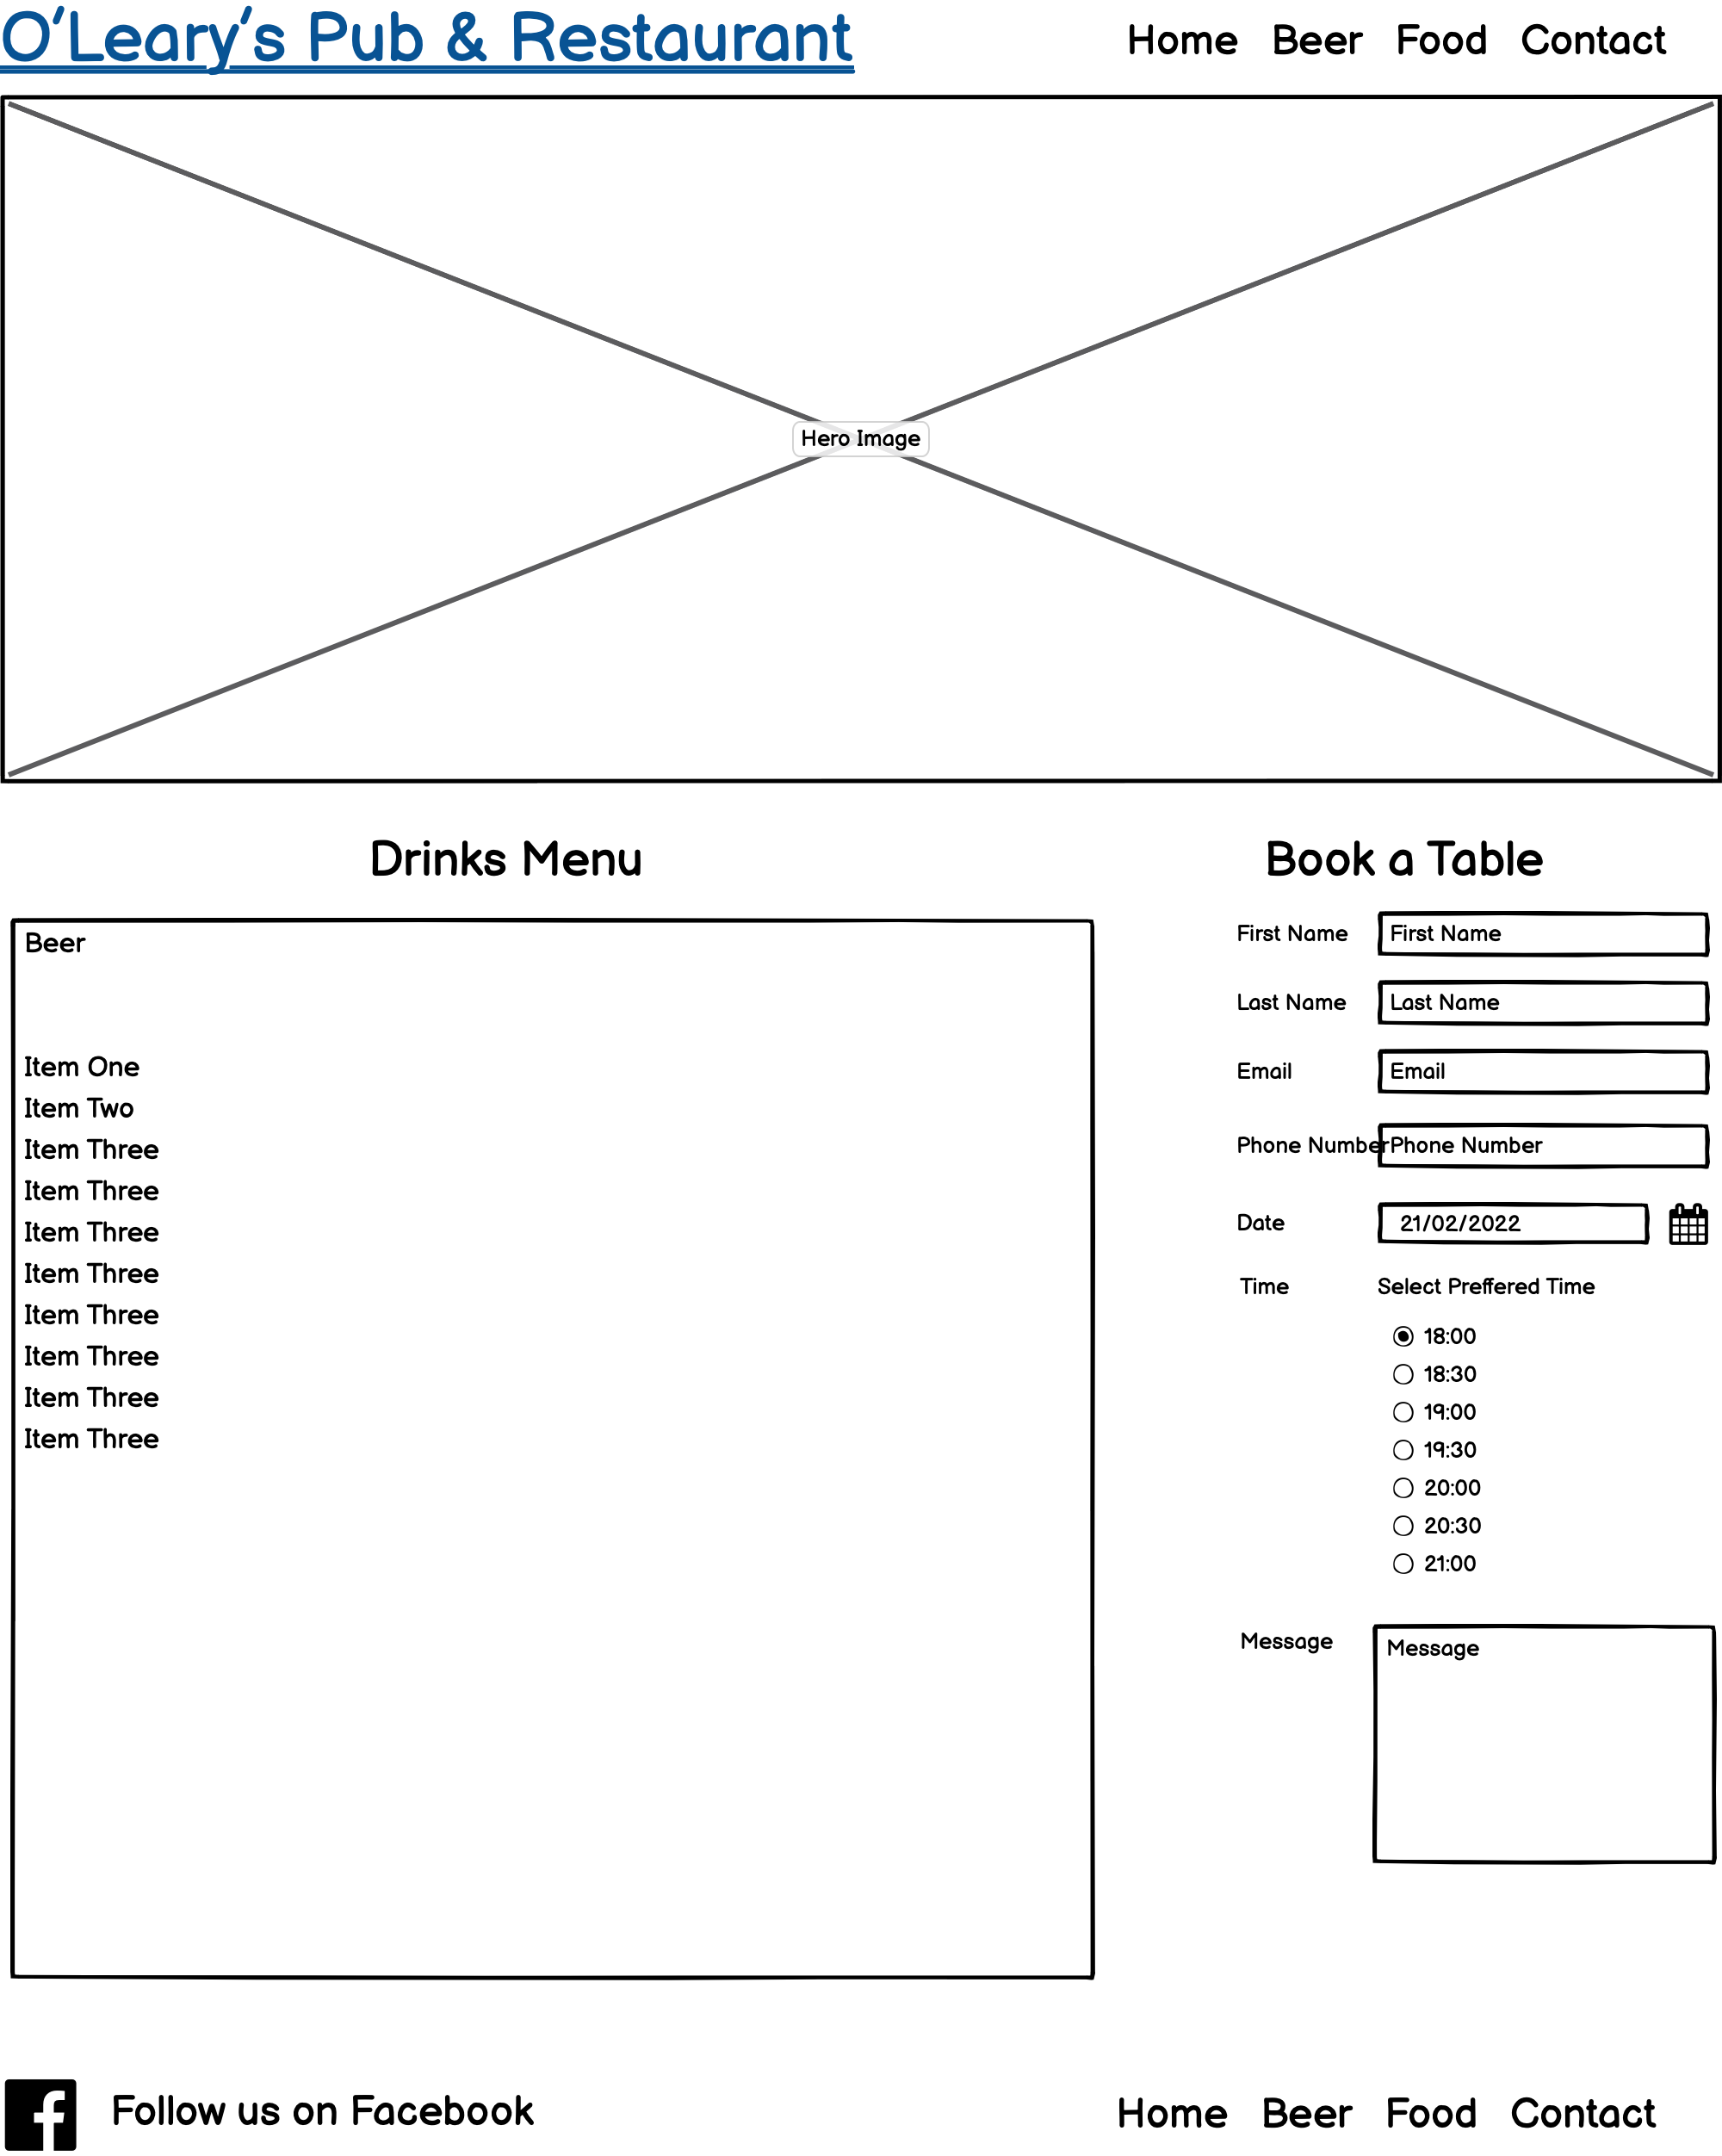 O'Leary's Pub & Restaurant
Home Beer Food Contact
Hero Image
Drinks Menu
Beer
Item One
Item Two
Item Three
Item Three
Item Three
Item Three
Item Three
Item Three
Item Three
Item Three
Book a Table
First Name First Name
Last Name Last Name
Email Email
Phone Number Phone Number
Date 21/02/2022
Time Select Preffered Time
18:00
18:30
19:00
19:30
20:00
20:30
21:00
Message Message
Follow us on Facebook
Home Beer Food Contact